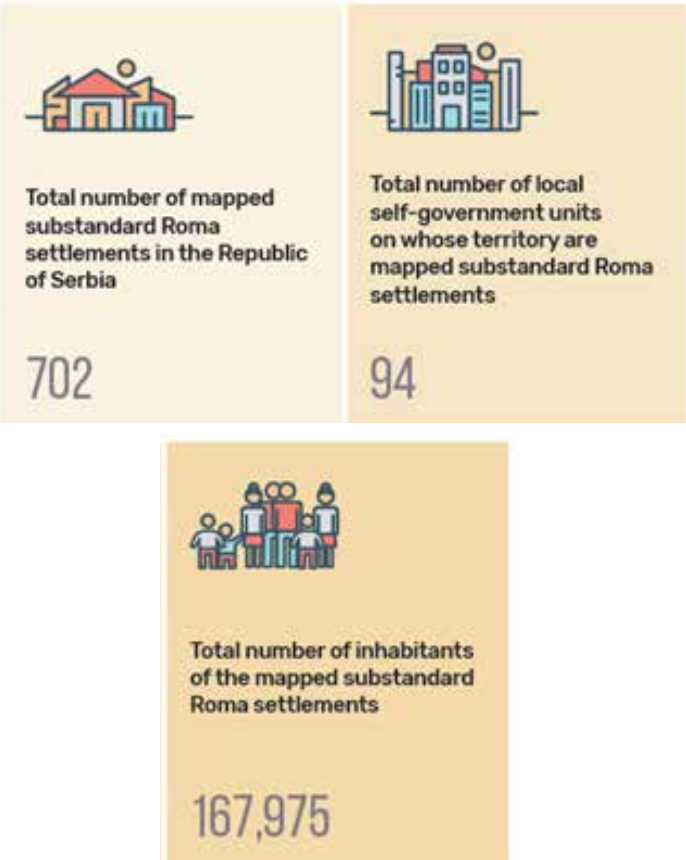 Total number of mapped
substandard Roma
settlements in the Republic
of Serbia
702
Total number of local
self-government units
on whose territory are
mapped substandard Roma
settlements
94
Total number of inhabitants
of the mapped substandard
Roma settlements
167,975